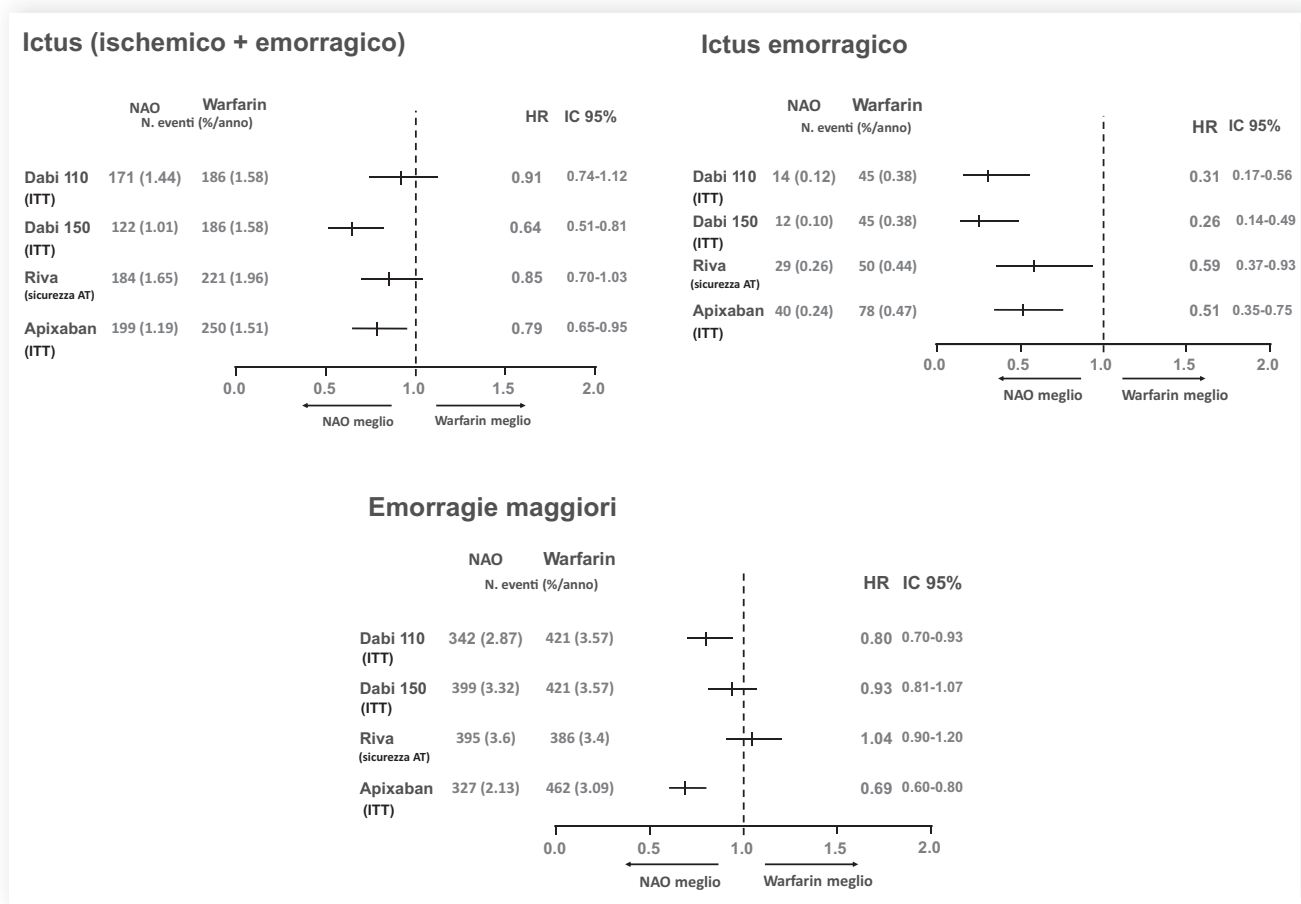 Ictus (ischemico + emorragico)
NAO Warfarin
N. eventi (%/anno)
HR IC 95%
Dabi 110 171 (1.44) 186 (1.58) 0.91 0.74-1.12
(ITT)
Dabi 150 122 (1.01) 186 (1.58) 0.64 0.51-0.81
(ITT)
Riva 184 (1.65) 221 (1.96) 0.85 0.70-1.03
(sicurezza AT)
Apixaban 199 (1.19) 250 (1.51) 0.79 0.65-0.95
(ITT)
0.0 0.5 1.0 1.5 2.0
NAO meglio Warfarin meglio
Ictus emorragico
NAO Warfarin
N. eventi (%/anno)
HR IC 95%
Dabi 110 14 (0.12) 45 (0.38) 0.31 0.17-0.56
(ITT)
Dabi 150 12 (0.10) 45 (0.38) 0.26 0.14-0.49
(ITT)
Riva 29 (0.26) 50 (0.44) 0.59 0.37-0.93
(sicurezza AT)
Apixaban 40 (0.24) 78 (0.47) 0.51 0.35-0.75
(ITT)
0.0 0.5 1.0 1.5 2.0
NAO meglio Warfarin meglio
Emorragie maggiori
NAO Warfarin
N. eventi (%/anno)
HR IC 95%
Dabi 110 342 (2.87) 421 (3.57) 0.80 0.70-0.93
(ITT)
Dabi 150 399 (3.32) 421 (3.57) 0.93 0.81-1.07
(ITT)
Riva 395 (3.6) 386 (3.4) 1.04 0.90-1.20
(sicurezza AT)
Apixaban 327 (2.13) 462 (3.09) 0.69 0.60-0.80
(ITT)
0.0 0.5 1.0 1.5 2.0
NAO meglio Warfarin meglio